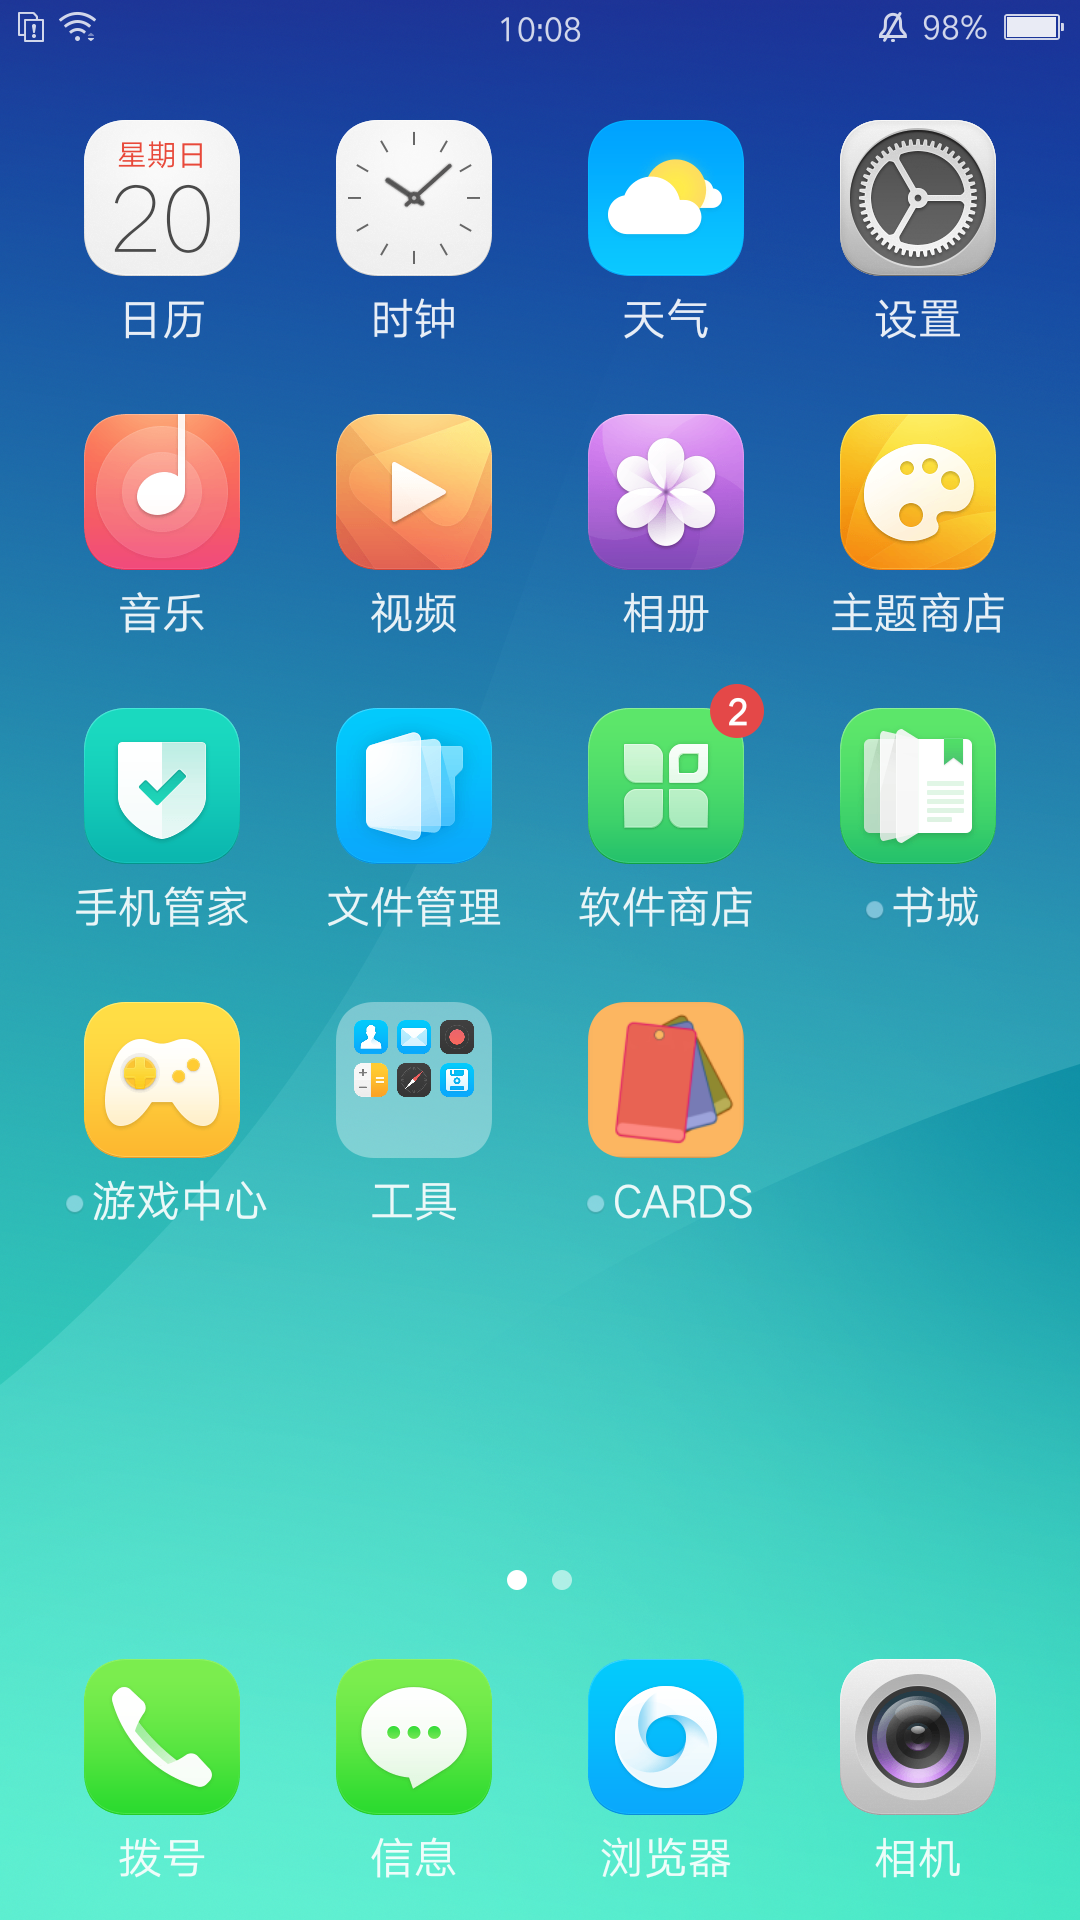 10:08 98%
星期日
20
日历 时钟 天气 设置
音乐 视频 相册 主题商店
2
手机管家 文件管理 软件商店 书城
游戏中心 工具 CARDS
拨号 信息 浏览器 相机